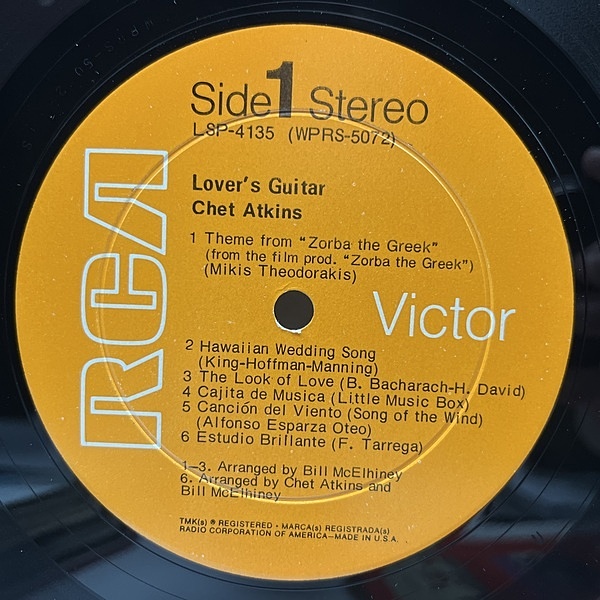 Side 1 Stereo
LSP-4135 (WPRS-5072)
Lover's Guitar
Chet Atkins
1 Theme from "Zorba the Greek"
(from the film prod. "Zorba the Greek")
(Mikis Theodorakis)
RCA
Victor
2 Hawaiian Wedding Song
(King-Hoffman-Manning)
3 The Look of Love (B. Bacharach-H. David)
4 Cajita de Musica (Little Music Box)
5 Canción del Viento (Song of the Wind)
(Alfonso Esparza Oteo)
6 Estudio Brillante (F. Tarrega)
1-3. Arranged by Bill McElhiney
6. Arranged by Chet Atkins and
Bill McElhiney
TMK(s) ® REGISTERED • MARCA(s) REGISTRADA(s)
RADIO CORPORATION OF AMERICA—MADE IN U.S.A.